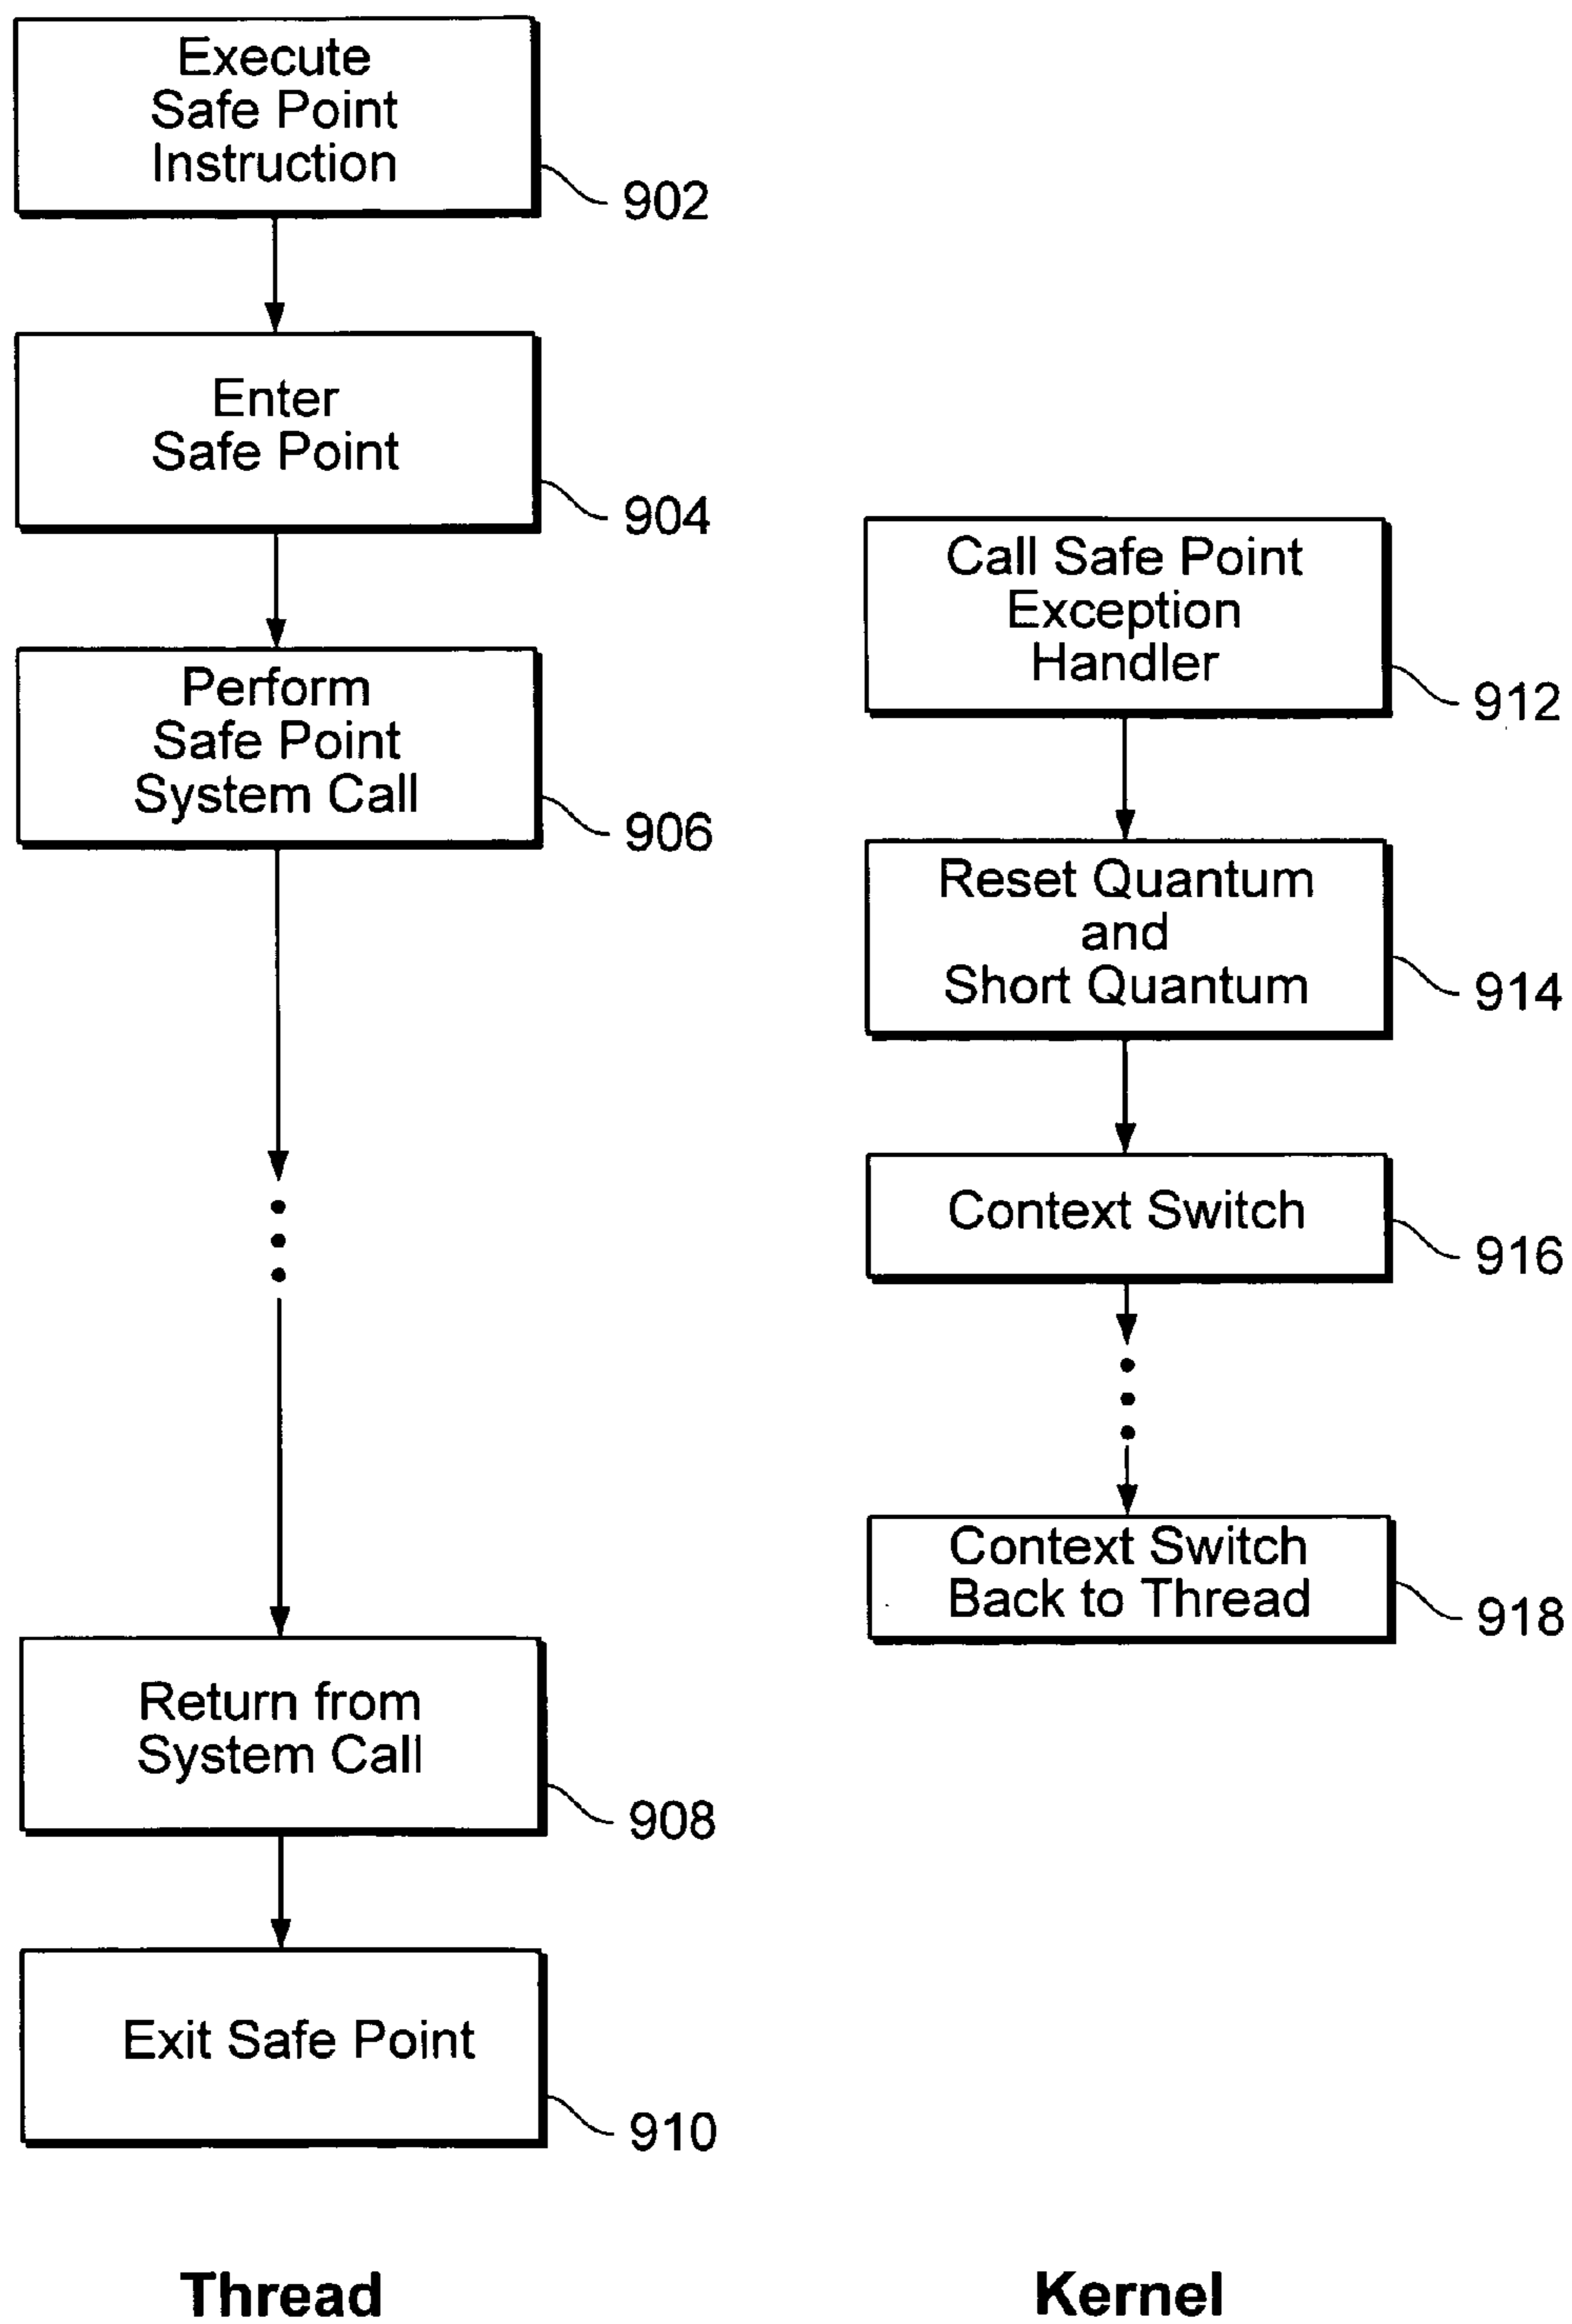 Execute
Safe Point
Instruction
902
Enter
Safe Point
904
Perform
Safe Point
System Call
906
Return from
System Call
908
Exit Safe Point
910
Thread
Call Safe Point
Exception
Handler
912
Reset Quantum
and
Short Quantum
914
Context Switch
916
Context Switch
Back to Thread
918
Kernel